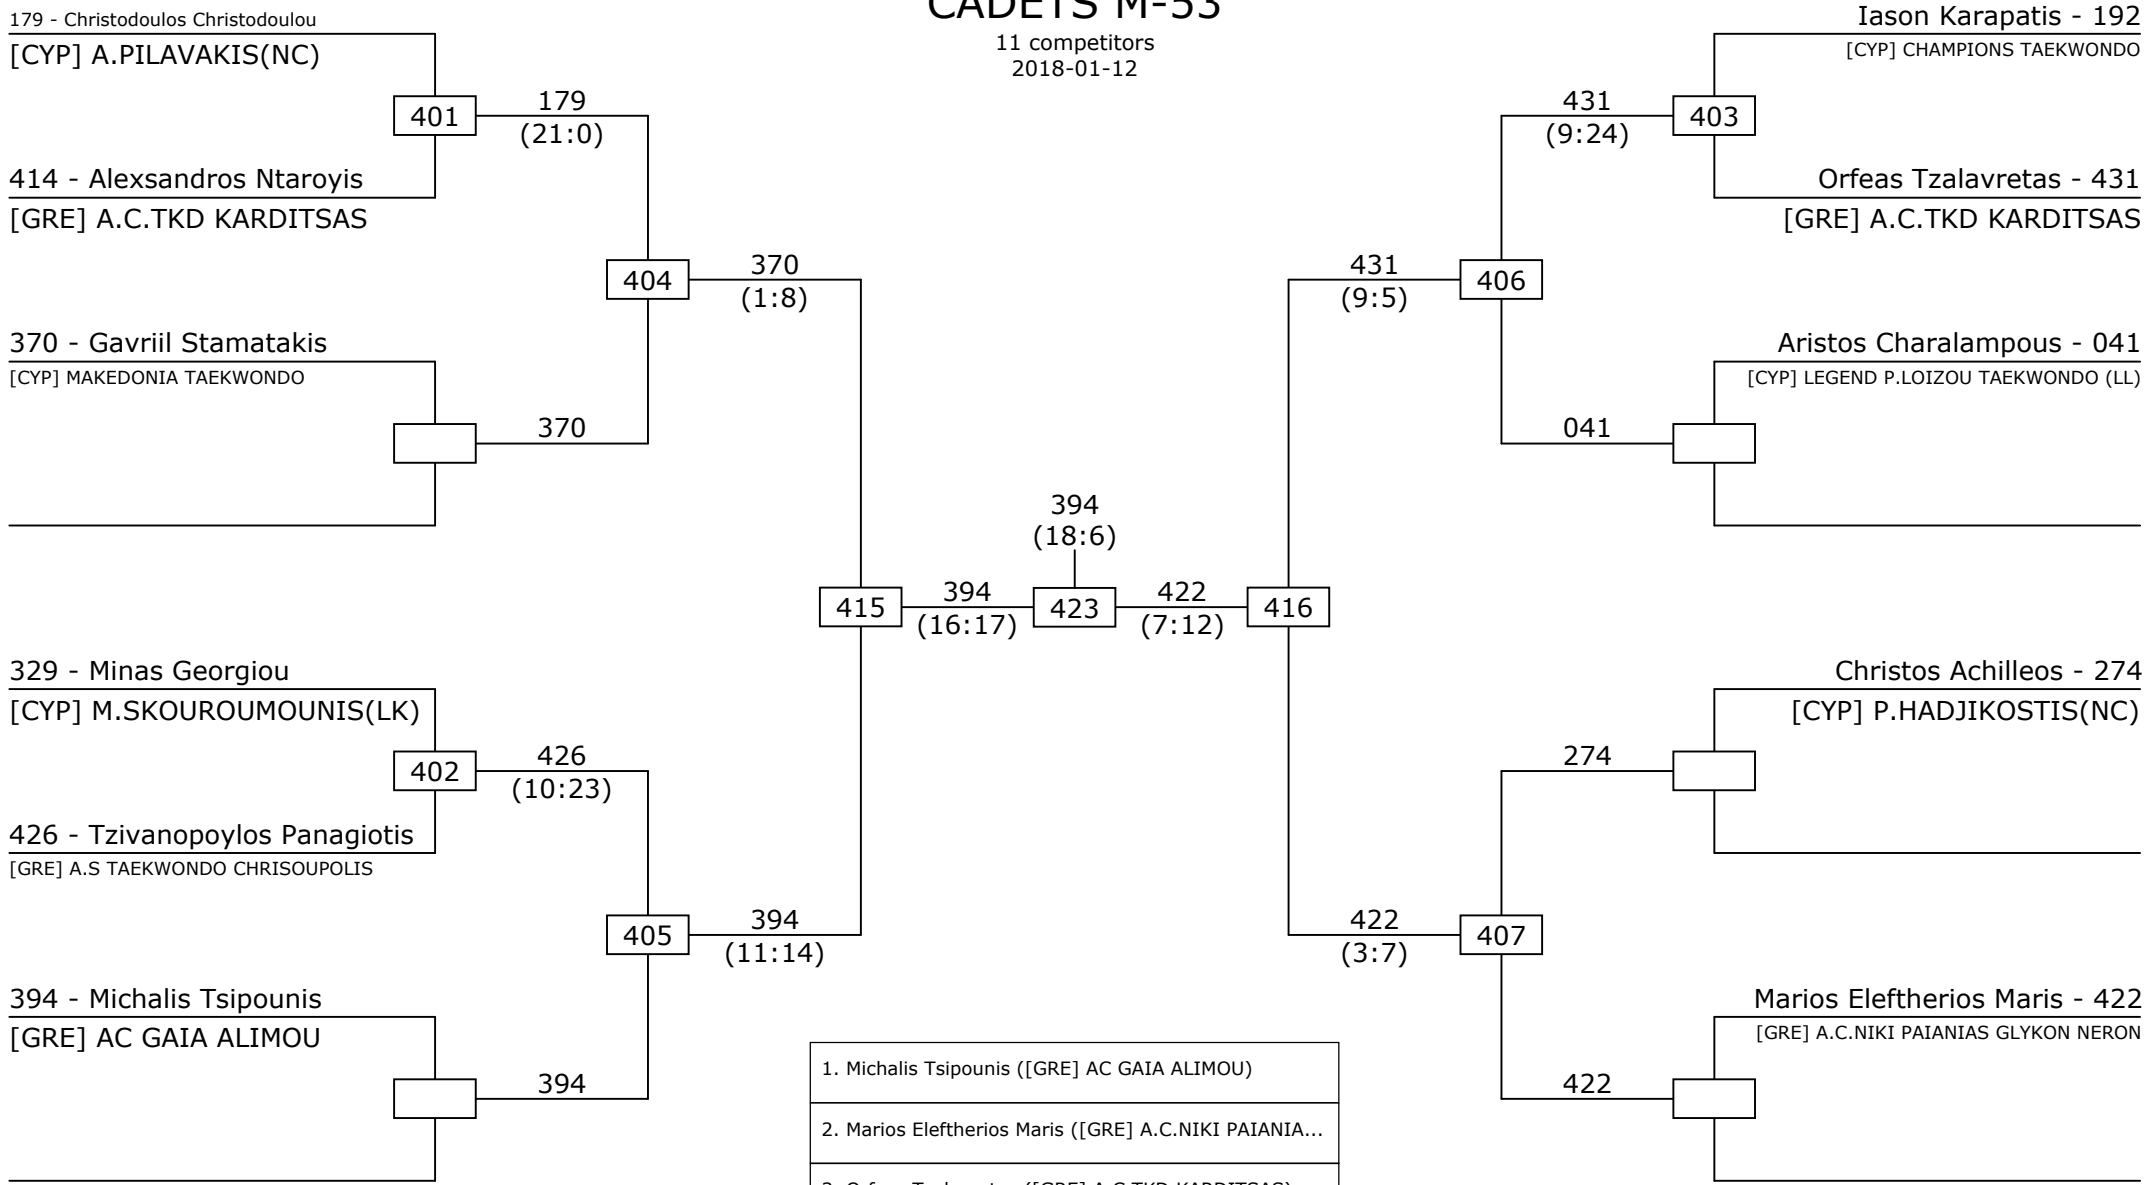 CADETS M-53
11 competitors
2018-01-12
179 - Christodoulos Christodoulou
[CYP] A.PILAVAKIS(NC)
401
179
(21:0)
414 - Alexsandros Ntaroyis
[GRE] A.C.TKD KARDITSAS
404
370
(1:8)
370 - Gavriil Stamatakis
[CYP] MAKEDONIA TAEKWONDO
370
329 - Minas Georgiou
[CYP] M.SKOUROUMOUNIS(LK)
402
426
(10:23)
426 - Tzivanopoylos Panagiotis
[GRE] A.S TAEKWONDO CHRISOUPOLIS
405
394
(11:14)
394 - Michalis Tsipounis
[GRE] AC GAIA ALIMOU
394
415
394
(16:17)
394
(18:6)
423
422
(7:12)
416
Iason Karapatis - 192
[CYP] CHAMPIONS TAEKWONDO
431
(9:24)
403
Orfeas Tzalavretas - 431
[GRE] A.C.TKD KARDITSAS
431
(9:5)
406
Aristos Charalampous - 041
[CYP] LEGEND P.LOIZOU TAEKWONDO (LL)
041
Christos Achilleos - 274
[CYP] P.HADJIKOSTIS(NC)
274
422
(3:7)
407
Marios Eleftherios Maris - 422
[GRE] A.C.NIKI PAIANIAS GLYKON NERON
422
1. Michalis Tsipounis ([GRE] AC GAIA ALIMOU)
2. Marios Eleftherios Maris ([GRE] A.C.NIKI PAIANIA...
3. Orfeas Tzalavretas ([GRE] A.C.TKD KARDITSAS)